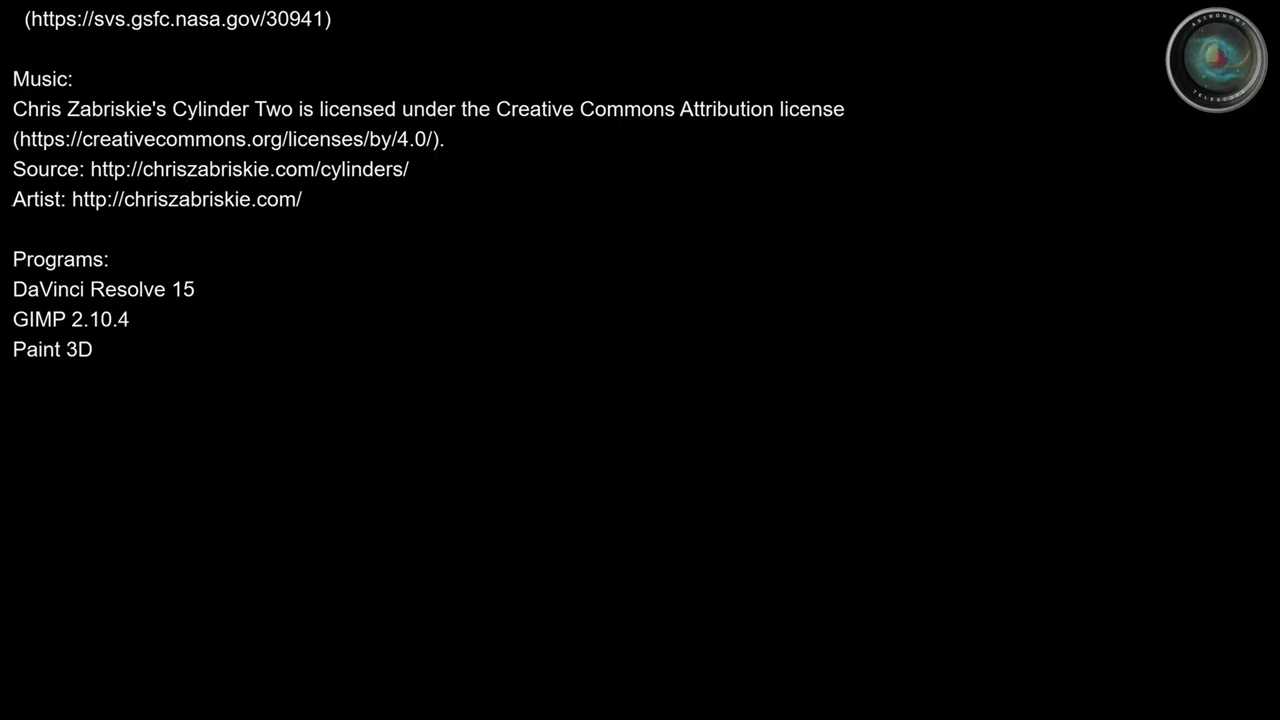 (https://svs.gsfc.nasa.gov/30941)
Music:
Chris Zabriskie's Cylinder Two is licensed under the Creative Commons Attribution license
(https://creativecommons.org/licenses/by/4.0/).
Source: http://chriszabriskie.com/cylinders/
Artist: http://chriszabriskie.com/
Programs:
DaVinci Resolve 15
GIMP 2.10.4
Paint 3D
ASTRONOMY
TELESCOPE